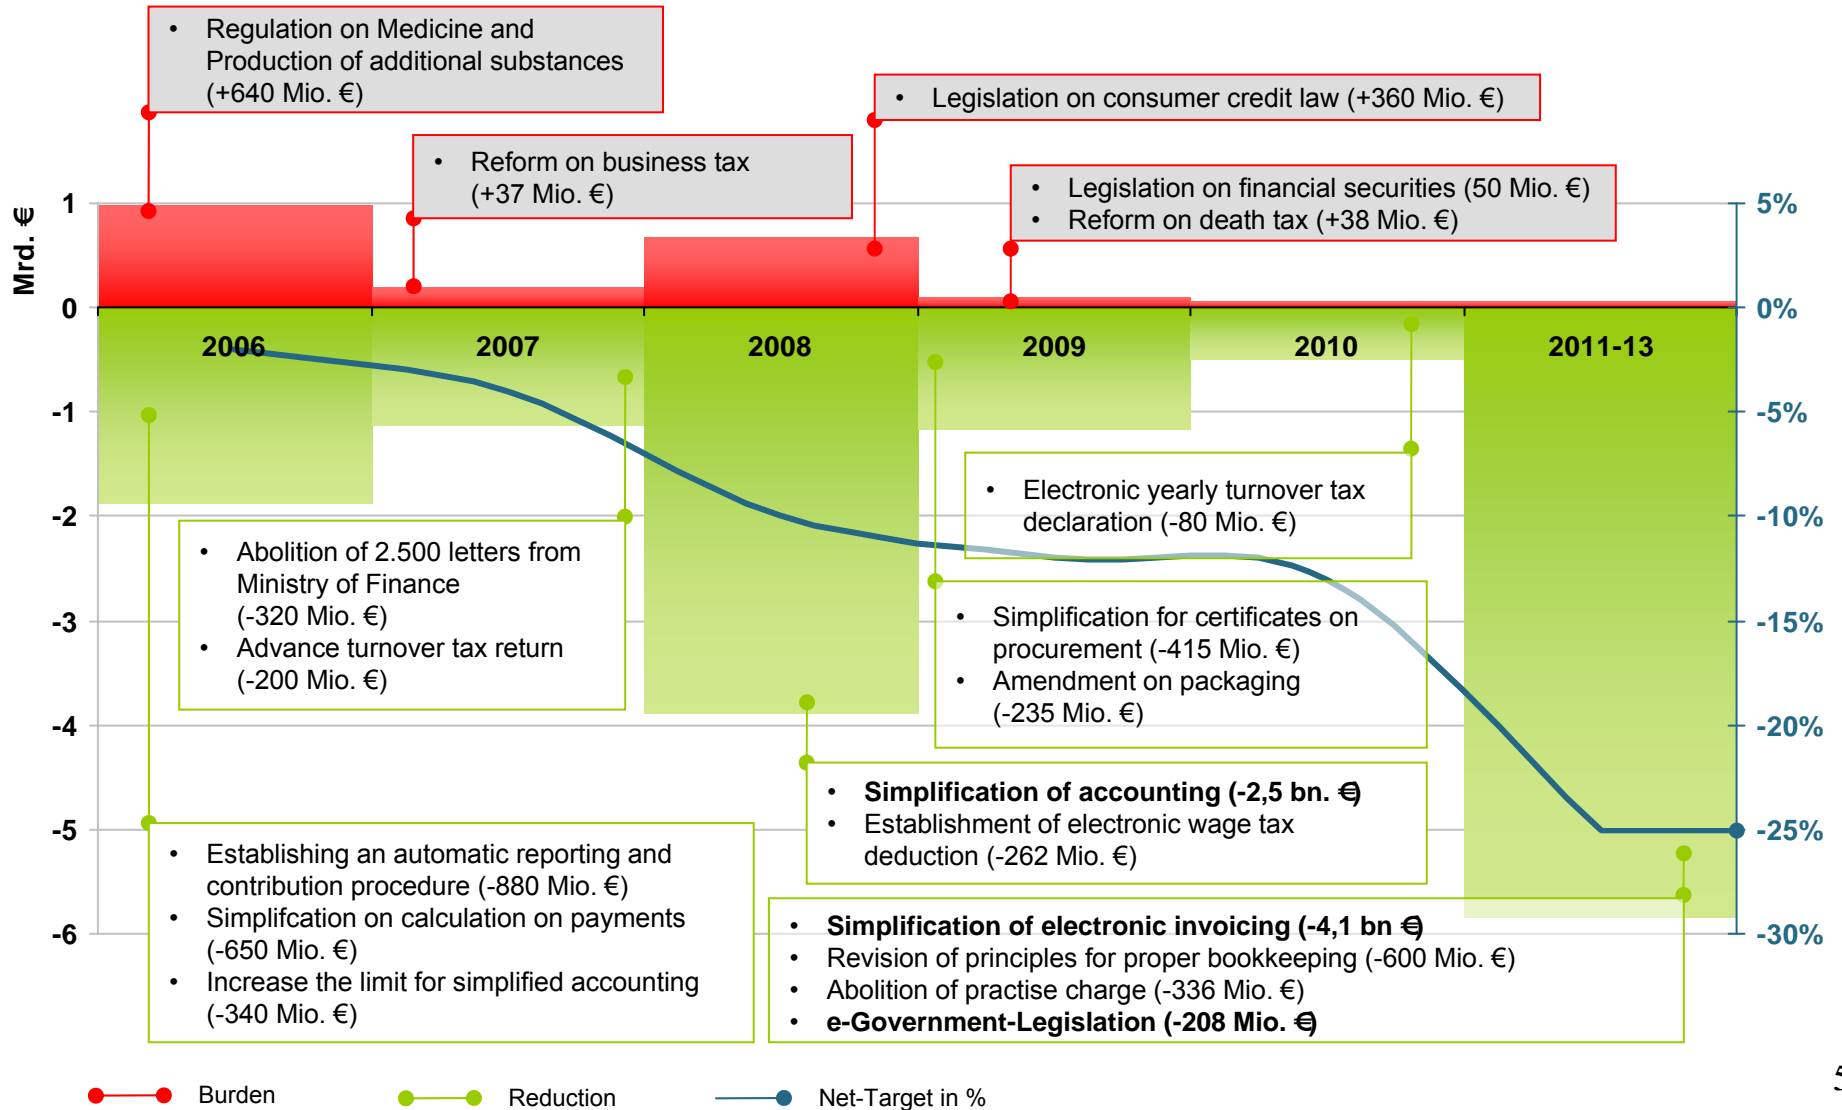 • Regulation on Medicine and
Production of additional substances
(+640 Mio. €)
• Legislation on consumer credit law (+360 Mio. €)
• Reform on business tax
(+37 Mio. €)
• Legislation on financial securities (50 Mio. €)
• Reform on death tax (+38 Mio. €)
Mrd. €
1
0
-1
-2
-3
-4
-5
-6
5%
0%
-5%
-10%
-15%
-20%
-25%
-30%
2006
2007
2008
2009
2010
2011-13
• Electronic yearly turnover tax
declaration (-80 Mio. €)
• Abolition of 2.500 letters from
Ministry of Finance
(-320 Mio. €)
• Advance turnover tax return
(-200 Mio. €)
• Simplification for certificates on
procurement (-415 Mio. €)
• Amendment on packaging
(-235 Mio. €)
• Simplification of accounting (-2,5 bn. €)
• Establishment of electronic wage tax
deduction (-262 Mio. €)
• Establishing an automatic reporting and
contribution procedure (-880 Mio. €)
• Simplifcation on calculation on payments
(-650 Mio. €)
• Increase the limit for simplified accounting
(-340 Mio. €)
• Simplification of electronic invoicing (-4,1 bn €)
• Revision of principles for proper bookkeeping (-600 Mio. €)
• Abolition of practise charge (-336 Mio. €)
• e-Government-Legislation (-208 Mio. €)
Burden
Reduction
Net-Target in %